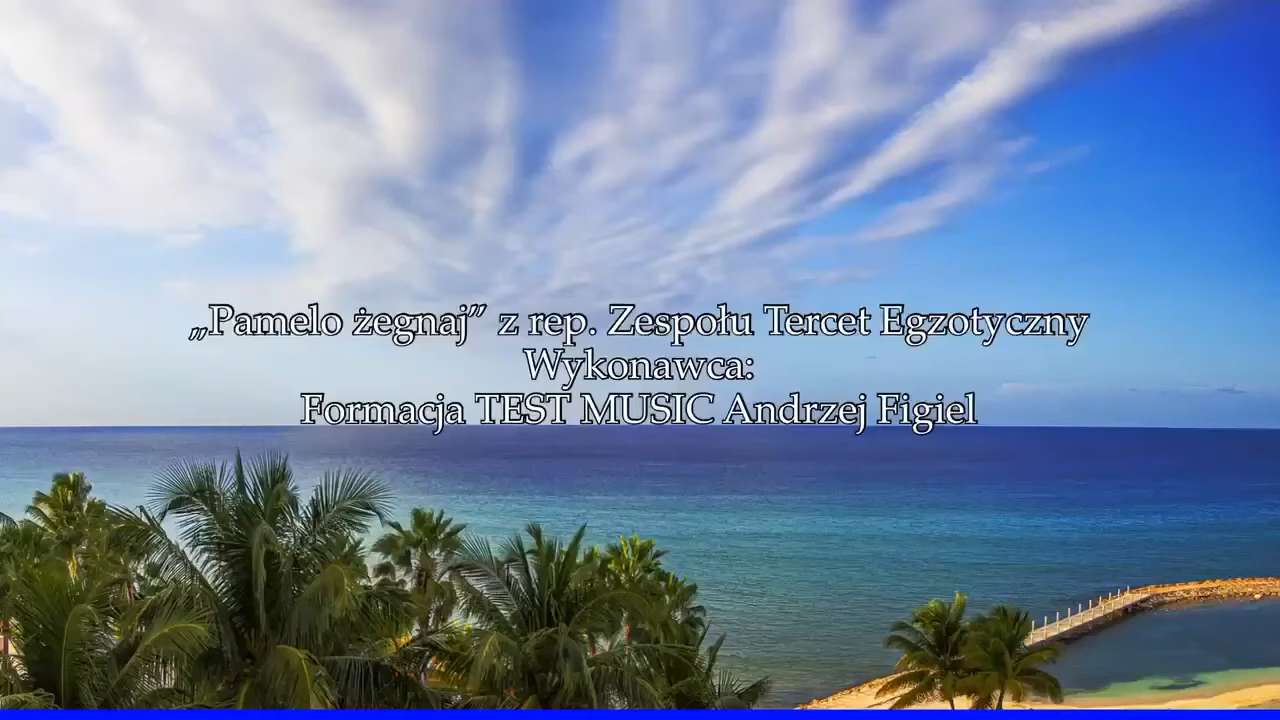 „Pamelo żegnaj” z rep. Zespołu Tercet Egzotyczny
Wykonawca:
Formacja TEST MUSIC Andrzej Figiel